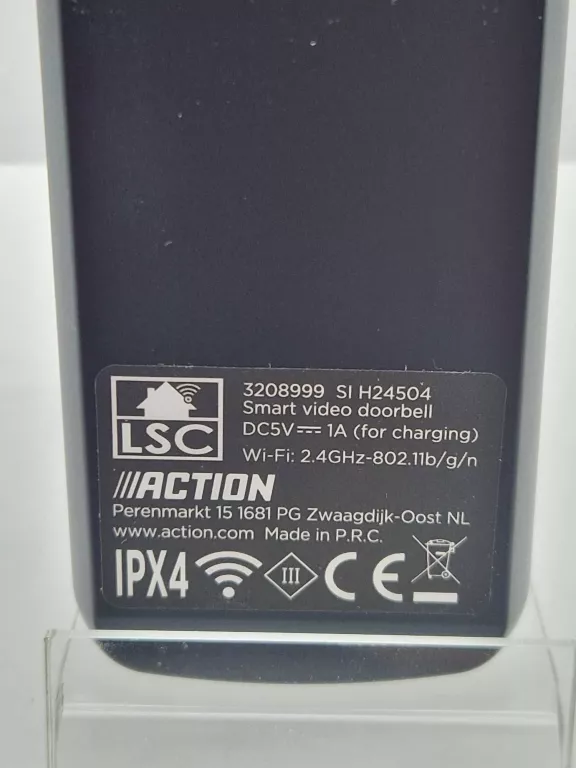 LSC
3208999 SI H24504
Smart video doorbell
DC5V⎓1A (for charging)
Wi-Fi: 2.4GHz-802.11b/g/n
///ACTION
Perenmarkt 15 1681 PG Zwaagdijk-Oost NL
www.action.com Made in P.R.C.
IPX4 III CE